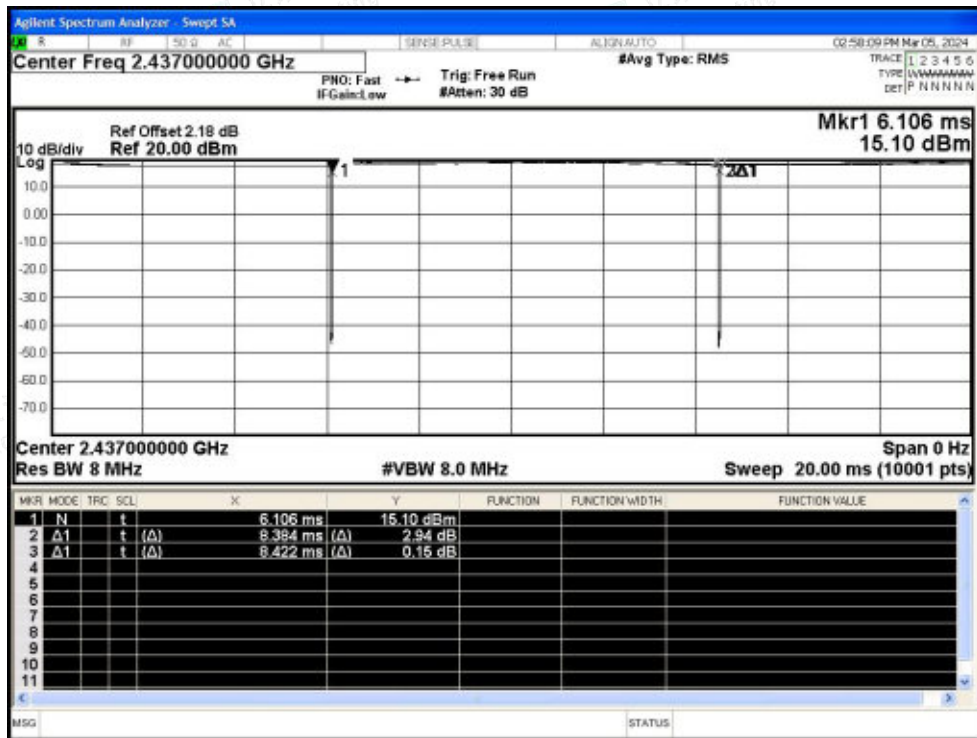 Agilent Spectrum Analyzer - Swept SA
R RF 50 Ω AC SENSE:PULSE ALIGN AUTO 02:58:09 PM Mar 05, 2024
Center Freq 2.437000000 GHz #Avg Type: RMS TRACE 1 2 3 4 5 6
PNO: Fast Trig: Free Run TYPE
IFGain:Low #Atten: 30 dB DET P N N N N N
Mkr1 6.106 ms
Ref Offset 2.18 dB
10 dB/div Ref 20.00 dBm 15.10 dBm
Log
1 2Δ1
10.0
0.00
-10.0
-20.0
-30.0
-40.0
-50.0
-60.0
-70.0
Center 2.437000000 GHz Span 0 Hz
Res BW 8 MHz #VBW 8.0 MHz Sweep 20.00 ms (10001 pts)
MKR MODE TRC SCL X Y FUNCTION FUNCTION WIDTH FUNCTION VALUE
1 N t 6.106 ms 15.10 dBm
2 Δ1 t (Δ) 8.384 ms (Δ) 2.94 dB
3 Δ1 t (Δ) 8.422 ms (Δ) 0.15 dB
4
5
6
7
8
9
10
11
MSG STATUS